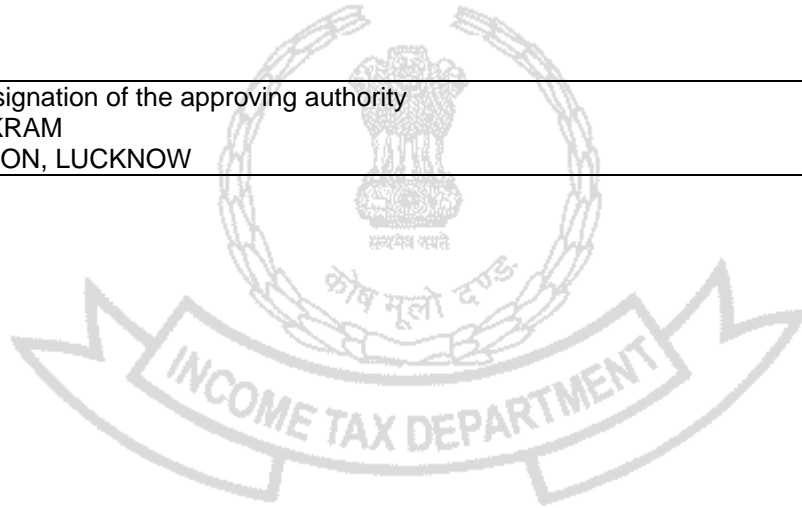 signation of the approving authority
KRAM
ON, LUCKNOW
सत्यमेव जयते
कोष मूलो दण्डः
INCOME TAX DEPARTMENT